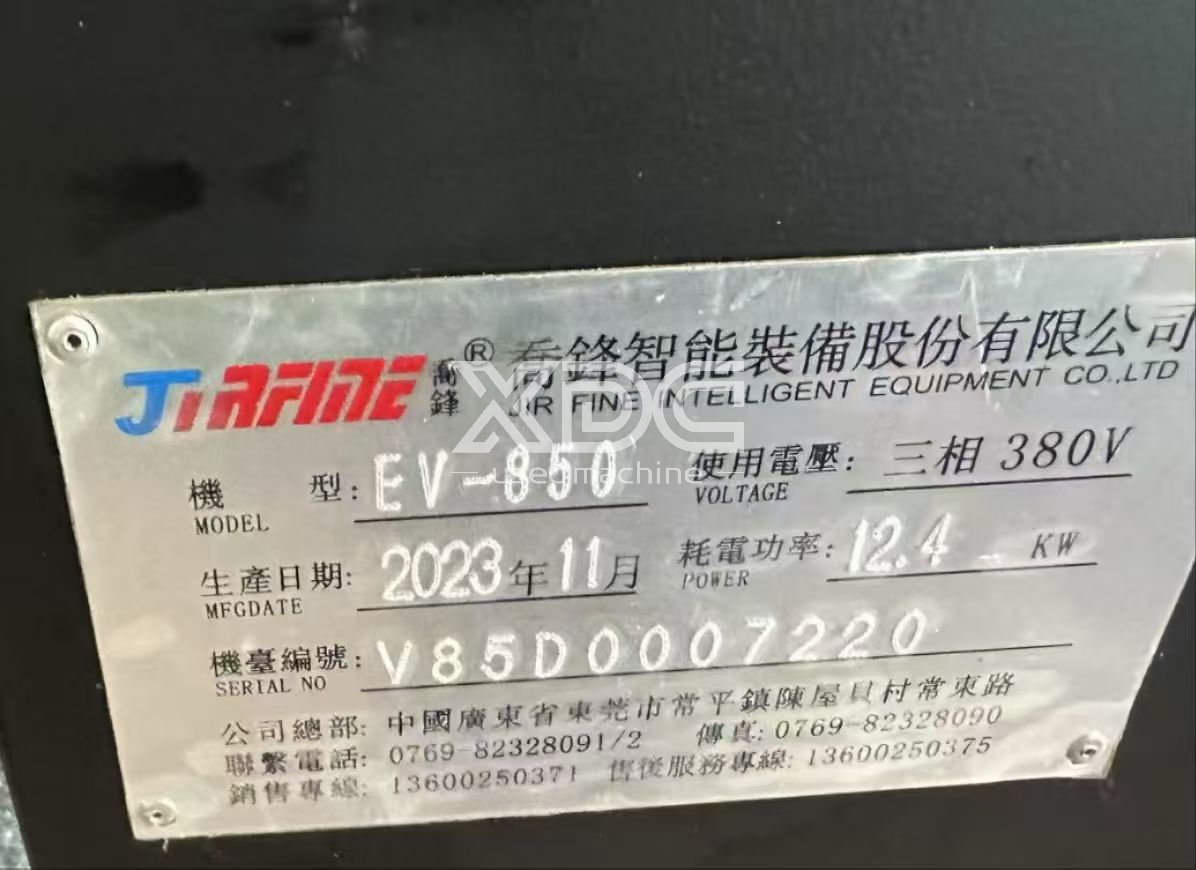 JIRFINE 喬鋒 ® 喬鋒智能裝備股份有限公司
JIR FINE INTELLIGENT EQUIPMENT CO.,LTD
XDC
usedmachine
機型: EV-850 使用電壓: 三相 380V
MODEL VOLTAGE
生產日期: 2023年11月 耗電功率: 12.4 KW
MFGDATE POWER
機臺編號: V85D0007220
SERIAL NO
公司總部: 中國廣東省東莞市常平鎮陳屋貝村常東路
聯繫電話: 0769-82328091/2 傳真: 0769-82328090
銷售專線: 13600250371 售後服務專線: 13600250375